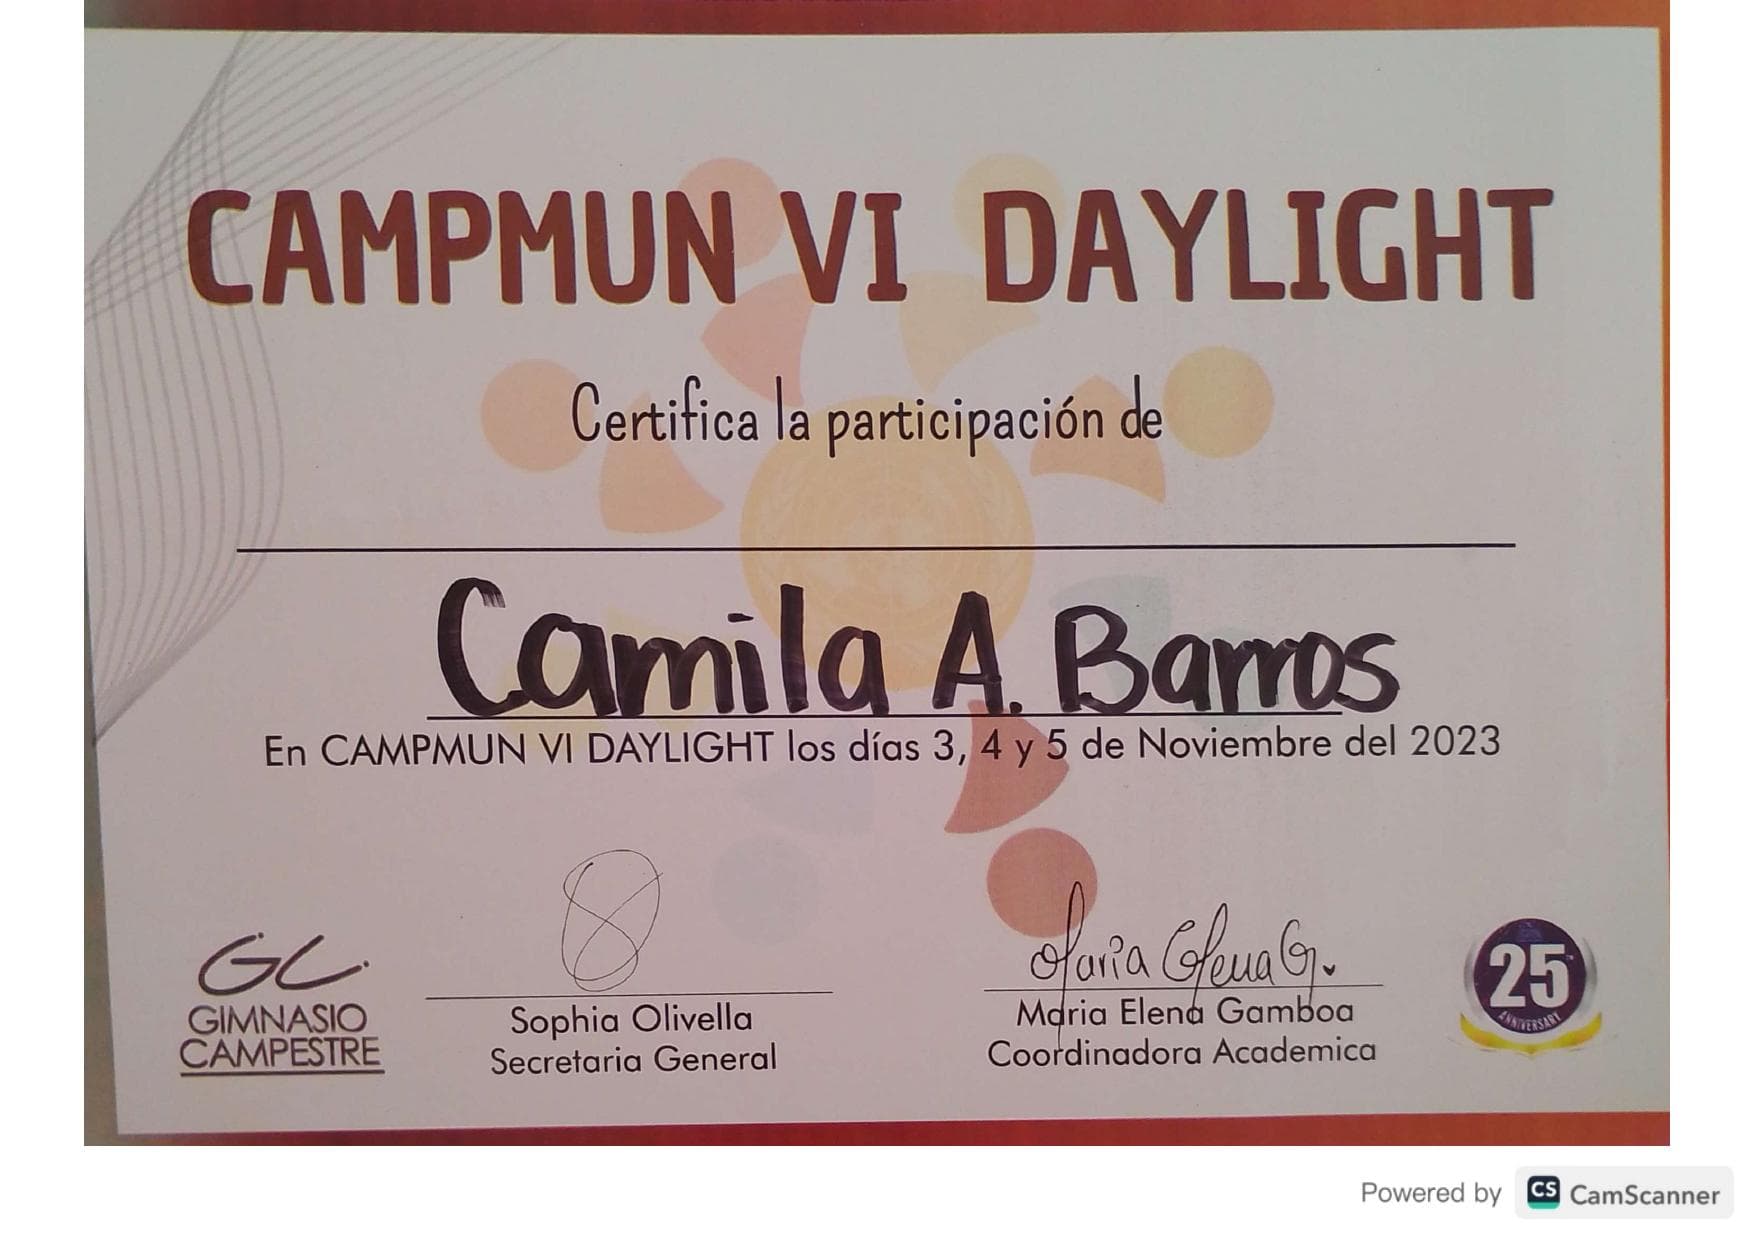 CAMPMUN VI DAYLIGHT
Certifica la participación de
Camila A. Barros
En CAMPMUN VI DAYLIGHT los días 3, 4 y 5 de Noviembre del 2023
GC.
GIMNASIO
CAMPESTRE
Sophia Olivella
Secretaria General
Maria Elena G.
Maria Elena Gamboa
Coordinadora Academica
25
ANNIVERSARY
Powered by CS CamScanner